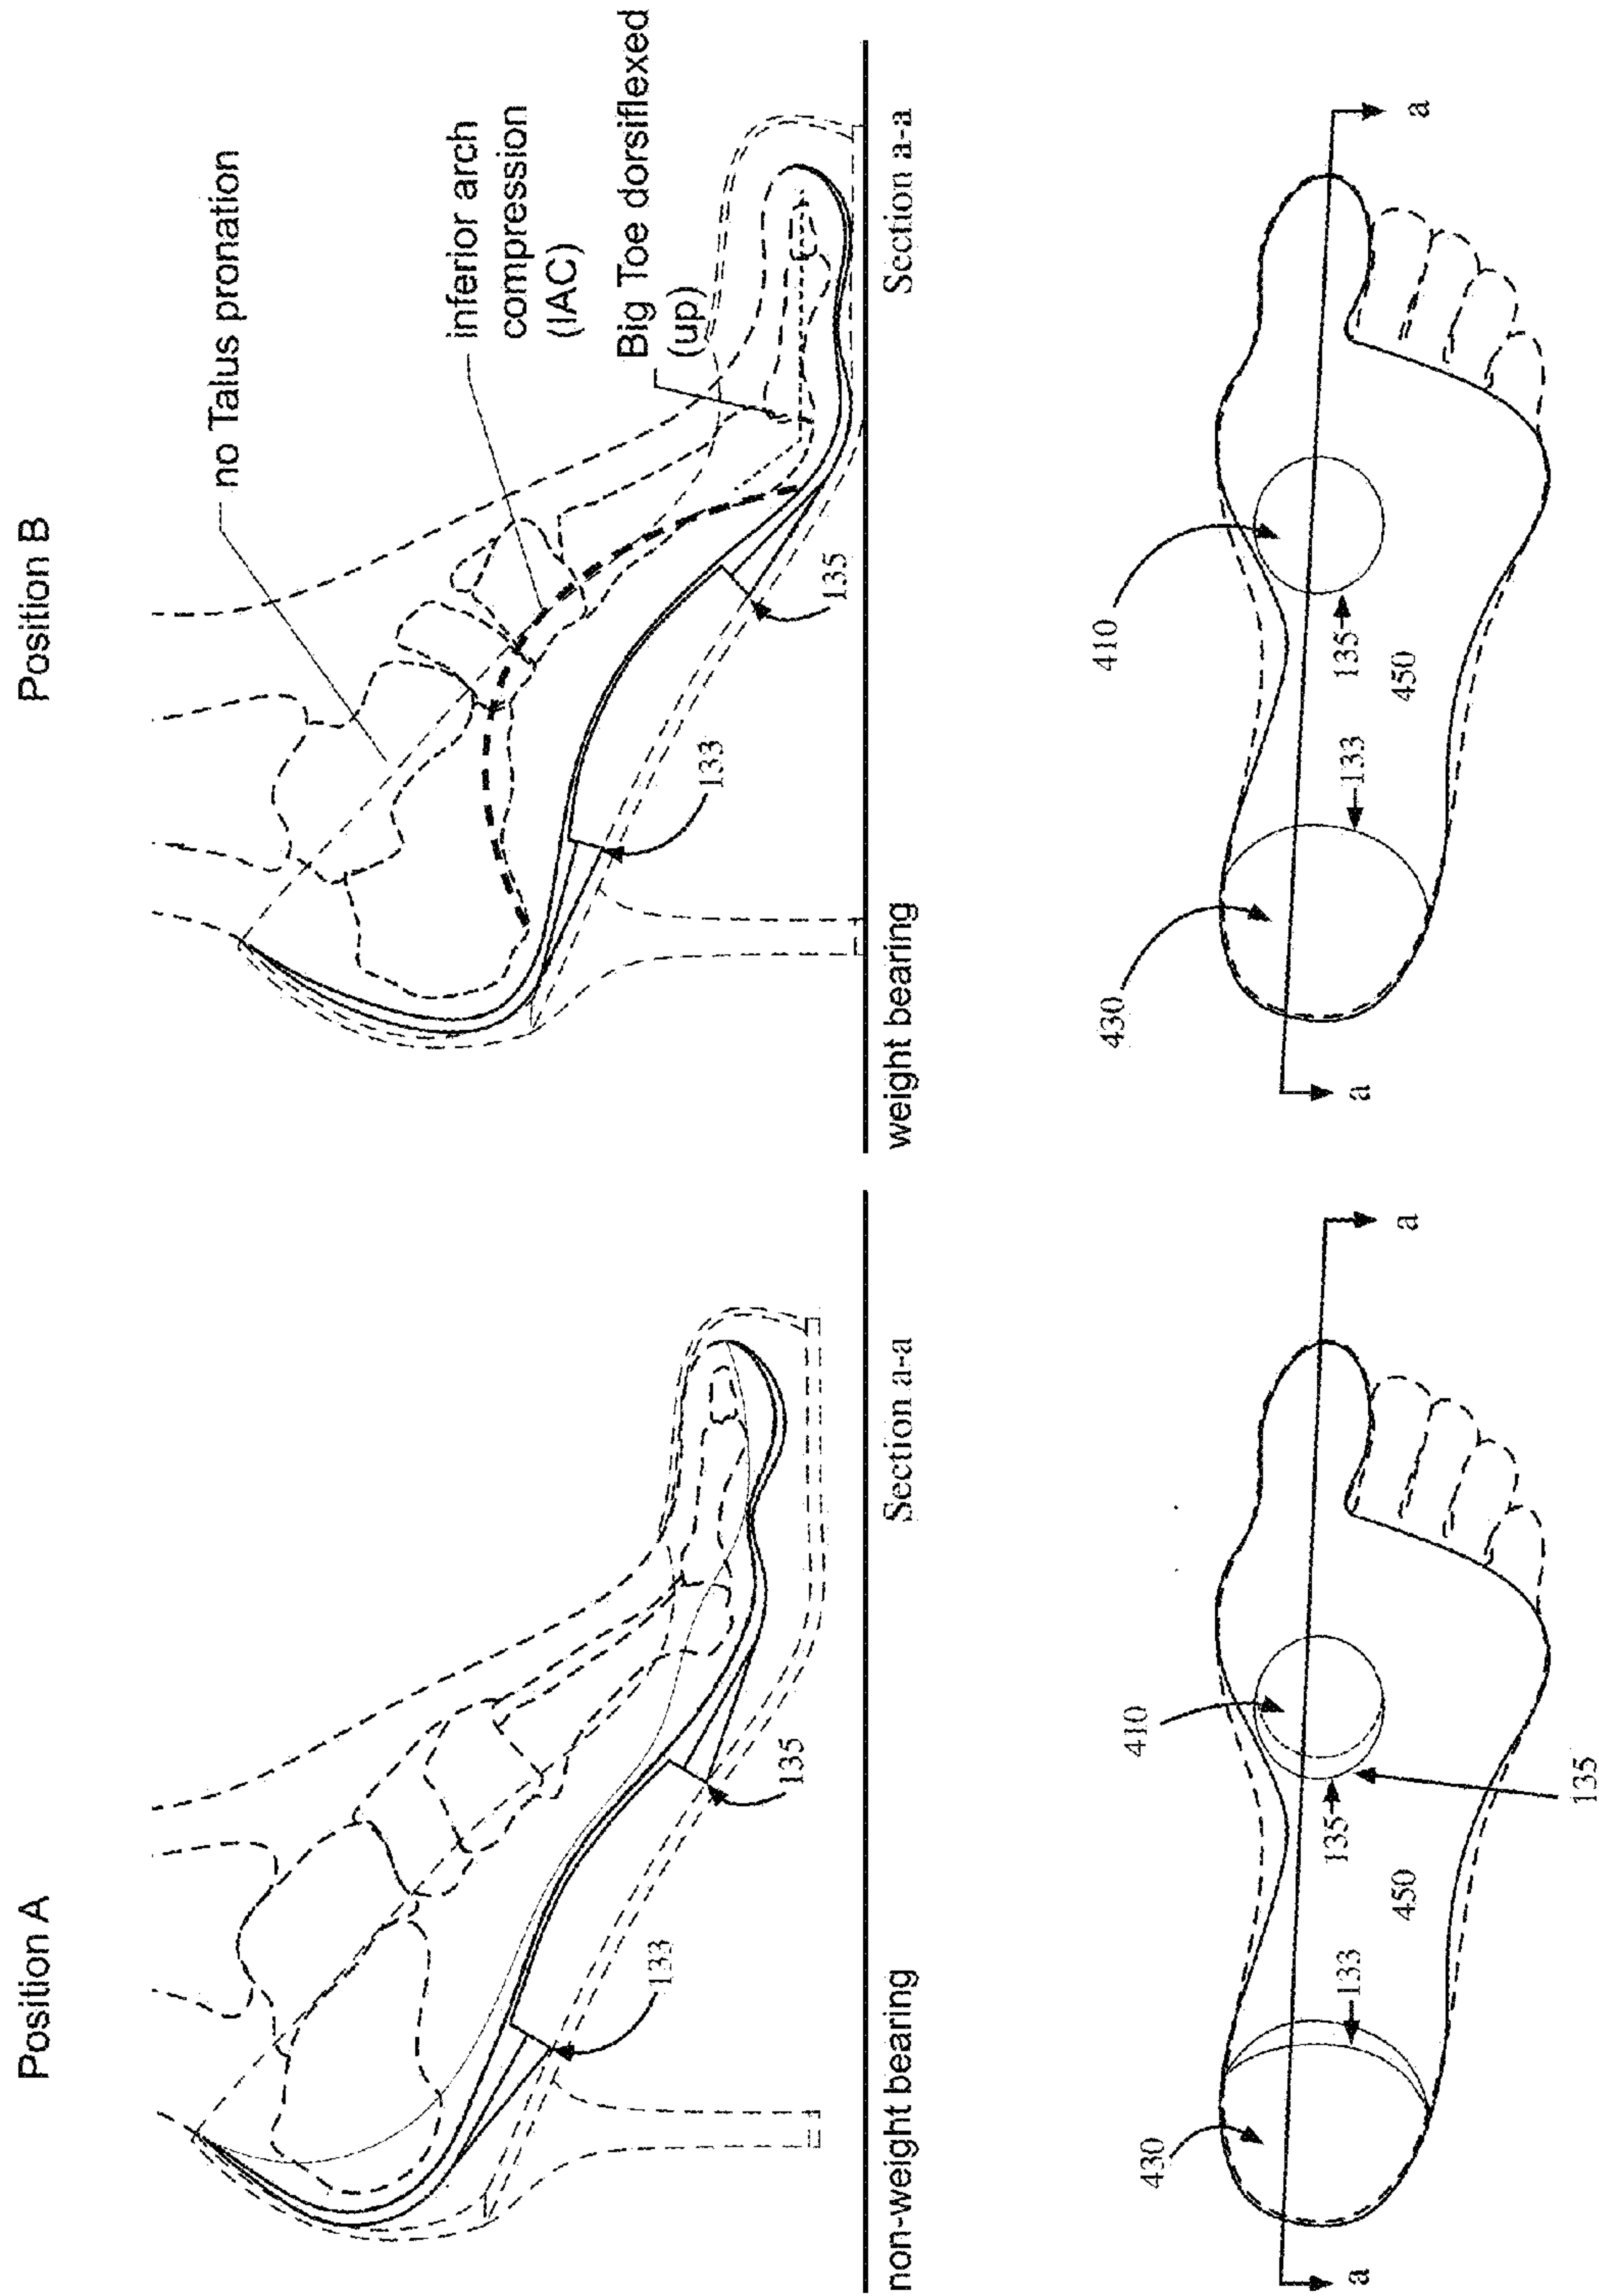 Position A
133
135
non-weight bearing
Section a-a
430
410
133
135
450
135
a
a
Position B
no Talus pronation
inferior arch
compression
(IAC)
Big Toe dorsiflexed
(up)
133
135
weight bearing
Section a-a
430
410
133
135
450
a
a